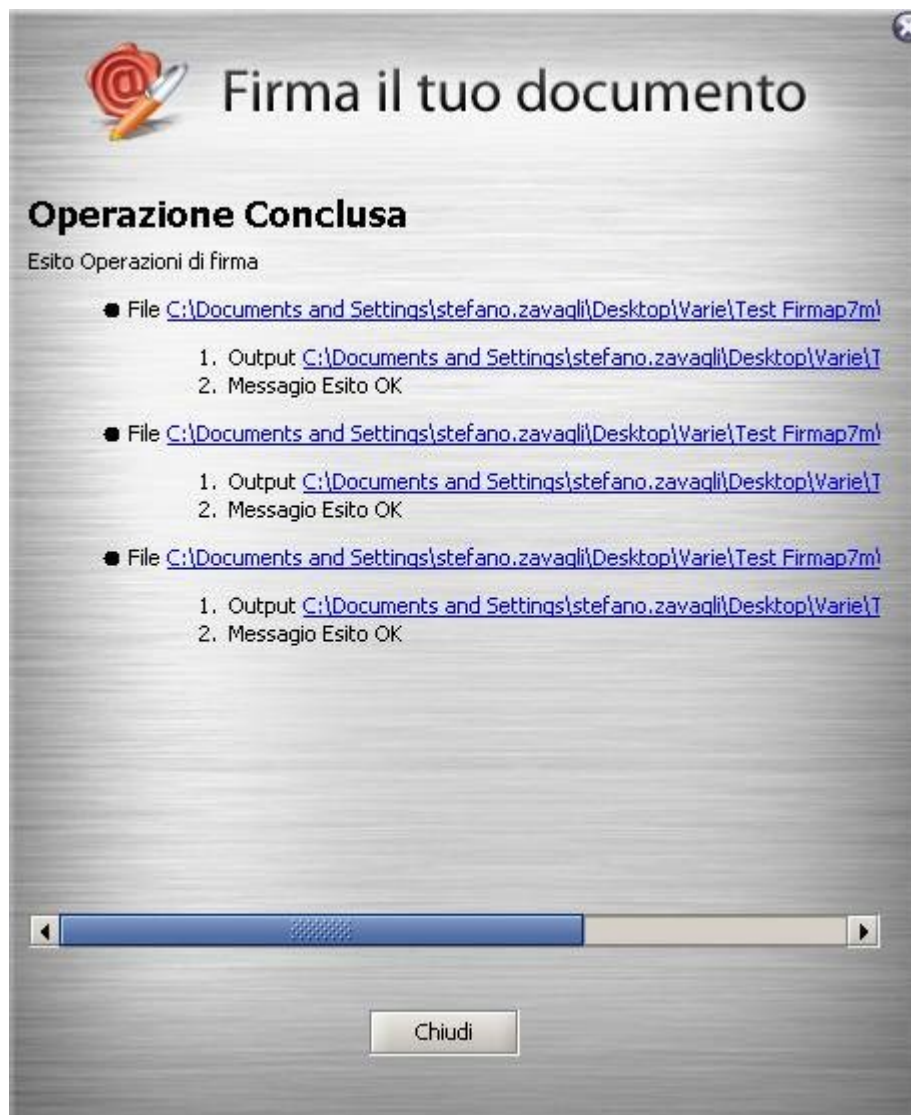 Firma il tuo documento
Operazione Conclusa
Esito Operazioni di firma
● File C:\Documents and Settings\stefano.zavagli\Desktop\Varie\Test Firmap7m\
1. Output C:\Documents and Settings\stefano.zavagli\Desktop\Varie\T
2. Messagio Esito OK
● File C:\Documents and Settings\stefano.zavagli\Desktop\Varie\Test Firmap7m\
1. Output C:\Documents and Settings\stefano.zavagli\Desktop\Varie\T
2. Messagio Esito OK
● File C:\Documents and Settings\stefano.zavagli\Desktop\Varie\Test Firmap7m\
1. Output C:\Documents and Settings\stefano.zavagli\Desktop\Varie\T
2. Messagio Esito OK
Chiudi